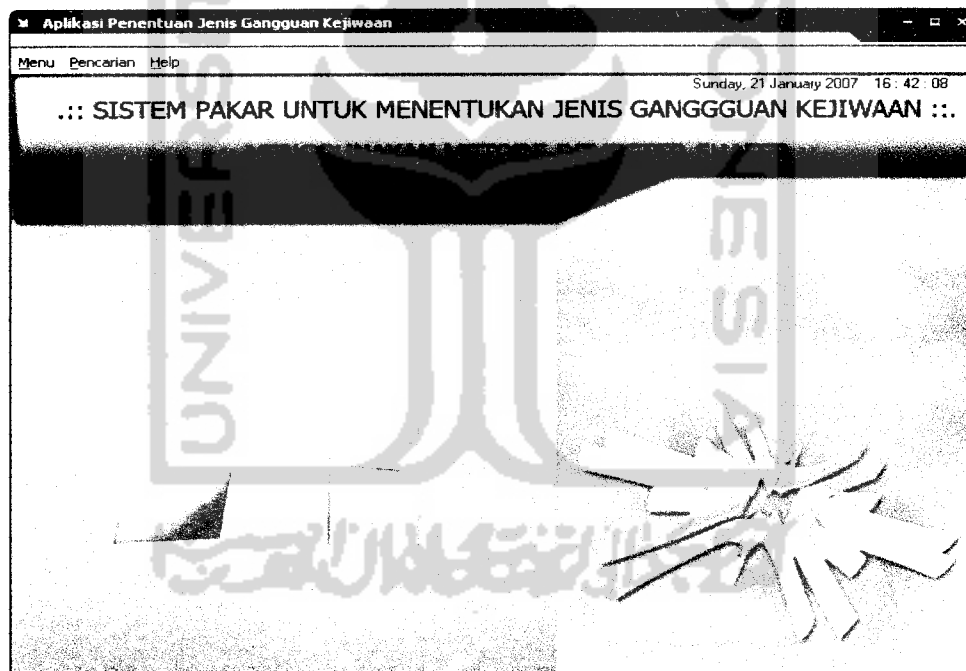 Aplikasi Penentuan Jenis Gangguan Kejiwaan
Menu Pencarian Help
Sunday, 21 January 2007 16 : 42 : 08
.:: SISTEM PAKAR UNTUK MENENTUKAN JENIS GANGGGUAN KEJIWAAN ::.